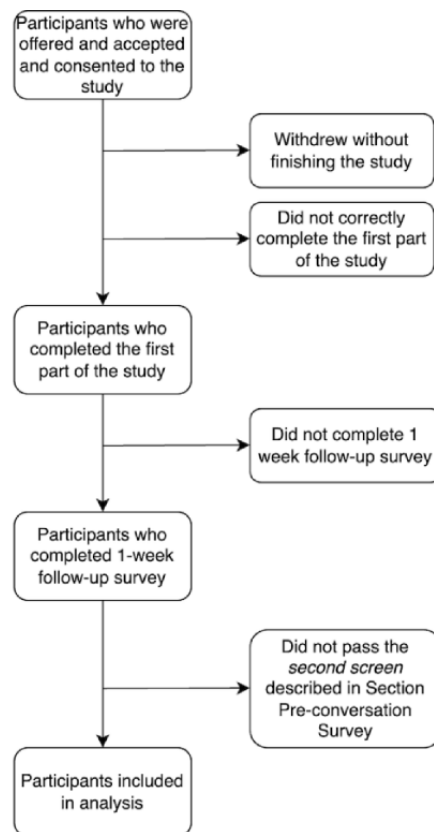 Participants who were
offered and accepted
and consented to the
study
Withdrew without
finishing the study
Did not correctly
complete the first part
of the study
Participants who
completed the first
part of the study
Did not complete 1
week follow-up survey
Participants who
completed 1-week
follow-up survey
Did not pass the
second screen
described in Section
Pre-conversation
Survey
Participants included
in analysis